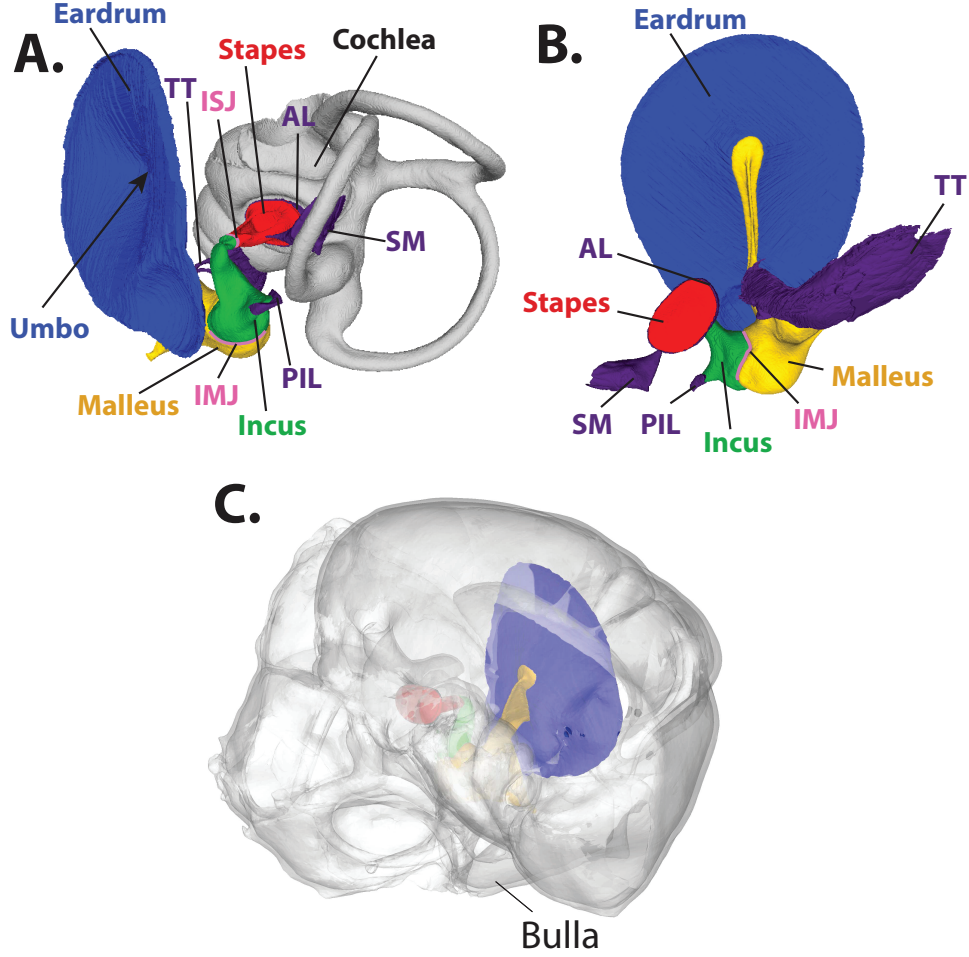 A.
Eardrum
TT
ISJ
Stapes
AL
Cochlea
SM
Umbo
Malleus
IMJ
PIL
Incus
B.
Eardrum
TT
AL
Stapes
SM
PIL
Incus
IMJ
Malleus
C.
Bulla